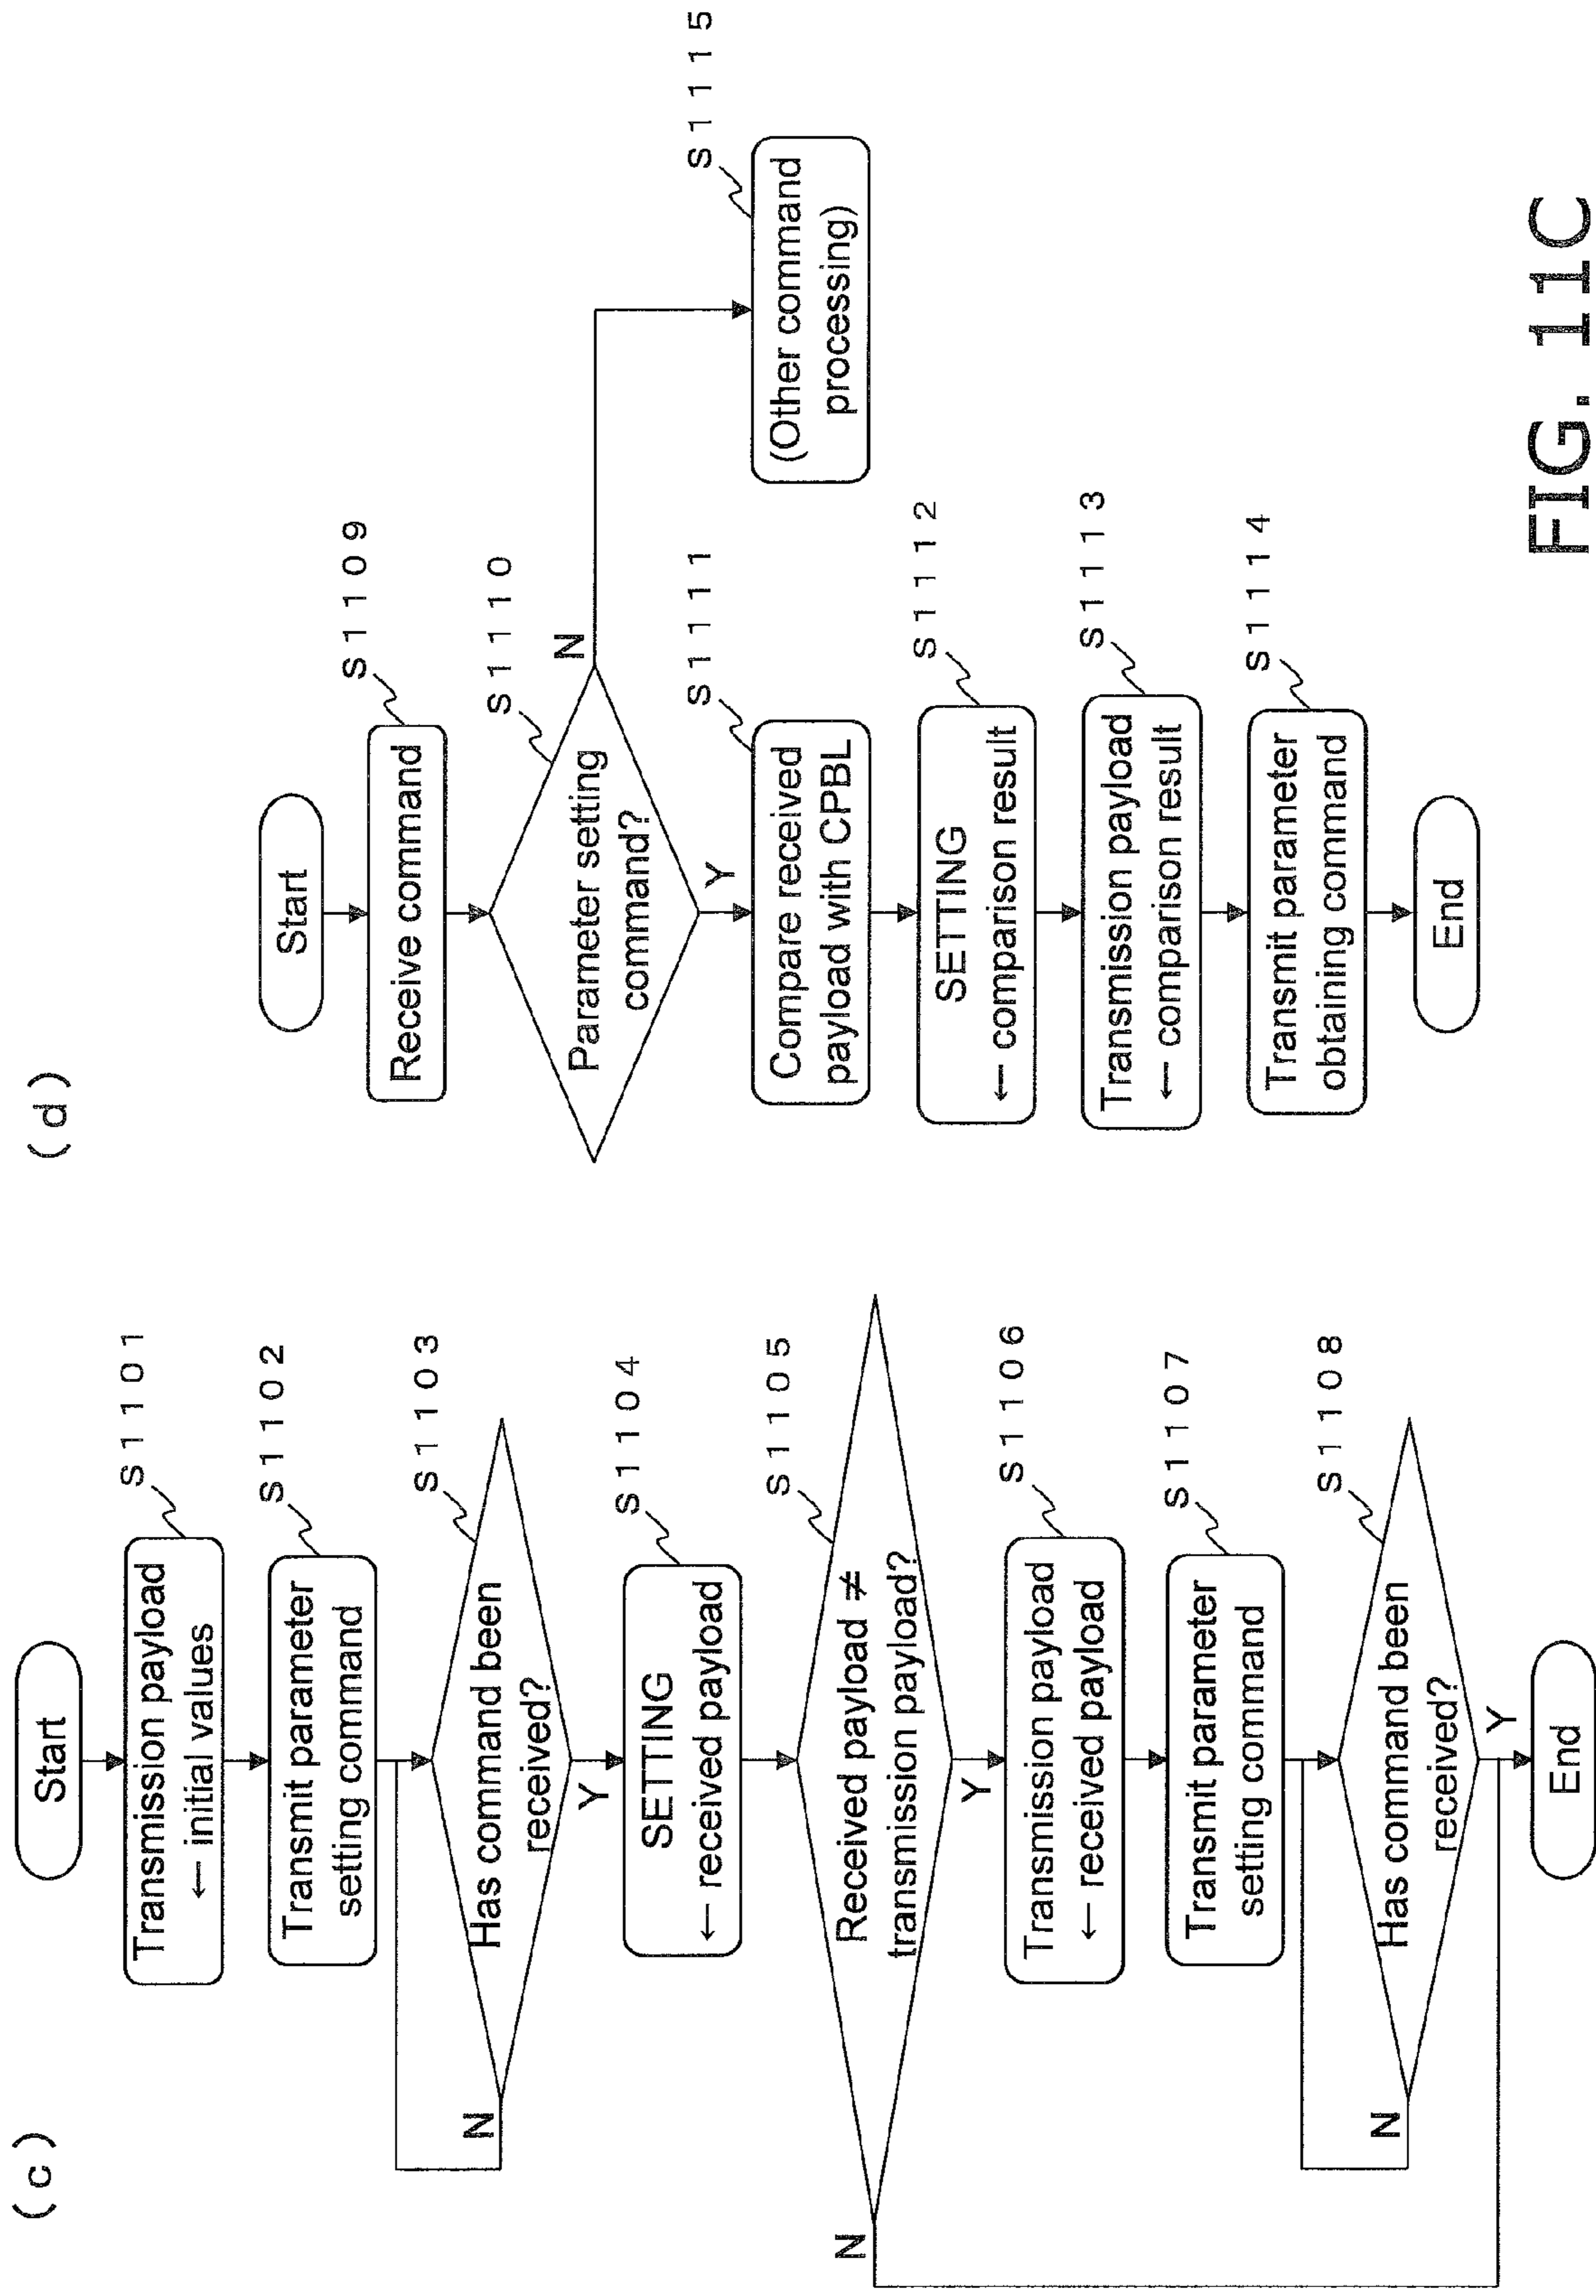 (c)
Start
S1101
Transmission payload
← initial values
S1102
Transmit parameter
setting command
S1103
Has command been
received?
N
Y
S1104
SETTING
← received payload
S1105
Received payload ≠
transmission payload?
N
Y
S1106
Transmission payload
← received payload
S1107
Transmit parameter
setting command
S1108
Has command been
received?
N
Y
End
(d)
Start
S1109
Receive command
S1110
Parameter setting
command?
N
Y
S1115
(Other command
processing)
S1111
Compare received
payload with CPBL
S1112
SETTING
← comparison result
S1113
Transmission payload
← comparison result
S1114
Transmit parameter
obtaining command
End
FIG. 11C